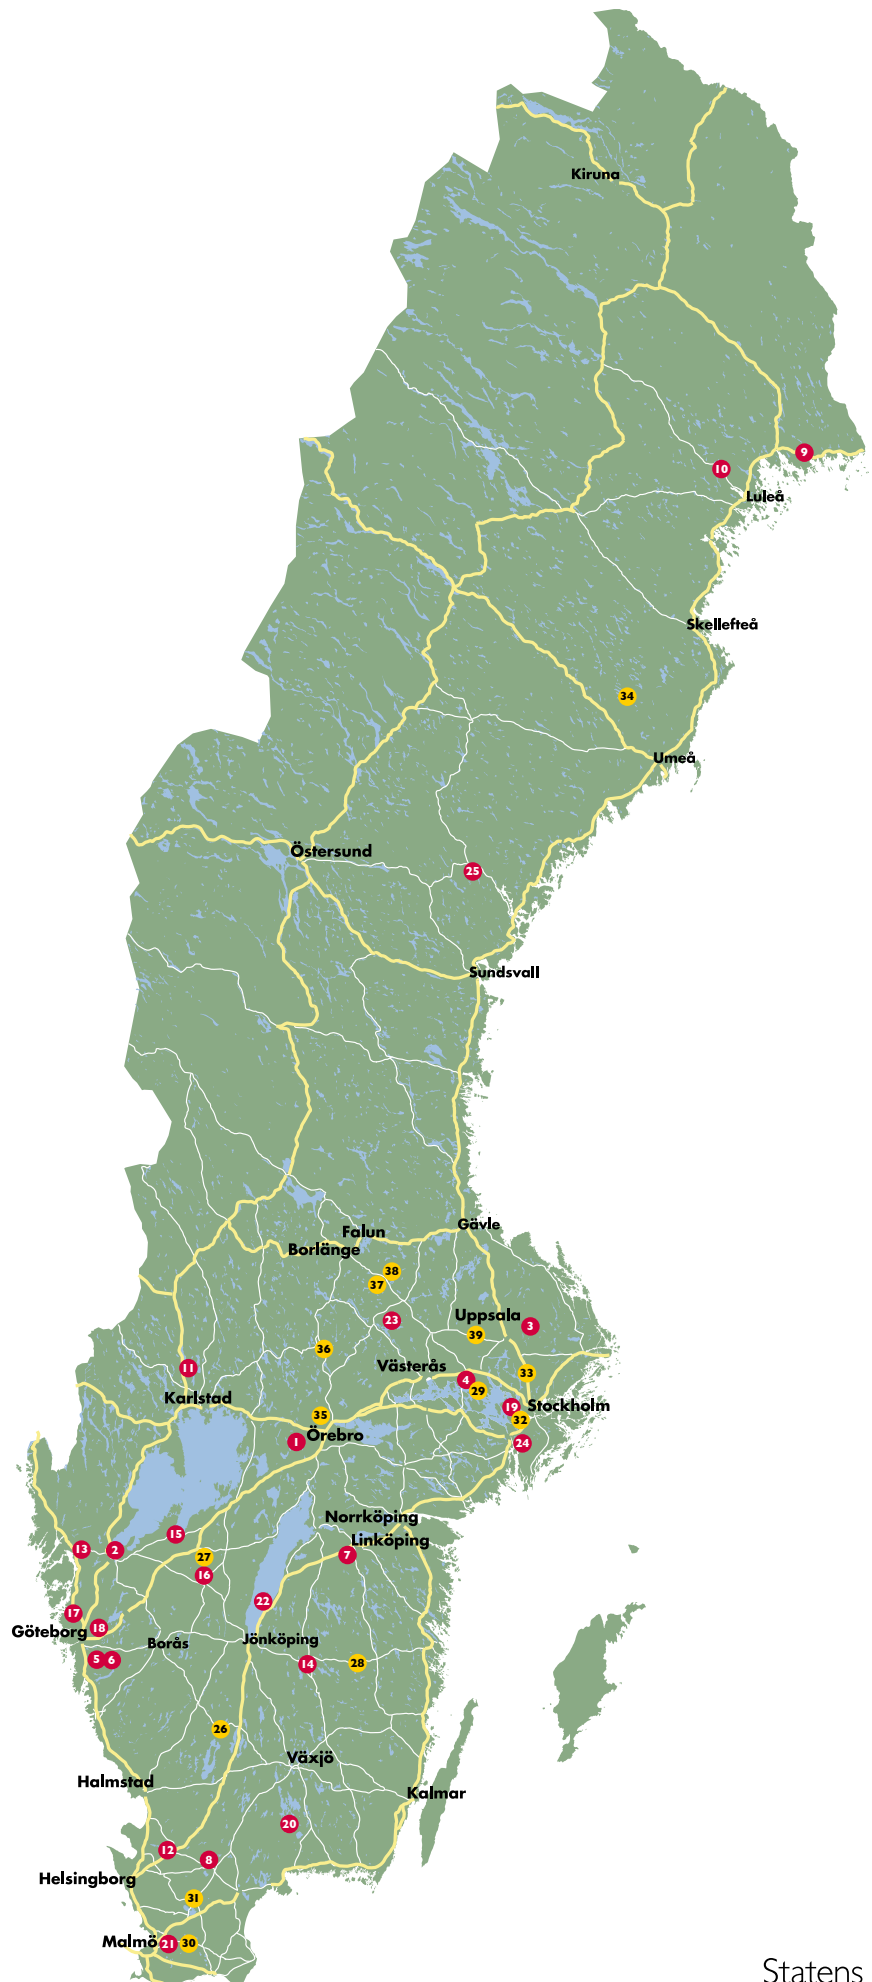 Kiruna
9
10
Luleå
Skellefteå
34
Umeå
Östersund
25
Sundsvall
Gävle
Falun
Borlänge
38
37
Uppsala
3
23
39
36
Västerås
11
33
4
29
Karlstad
19
Stockholm
35
32
1
Örebro
24
Norrköping
15
Linköping
13
2
27
7
16
22
17
18
Göteborg
Borås
Jönköping
5
6
14
28
26
Växjö
Halmstad
Kalmar
20
12
8
Helsingborg
31
Malmö
21
30
Statens